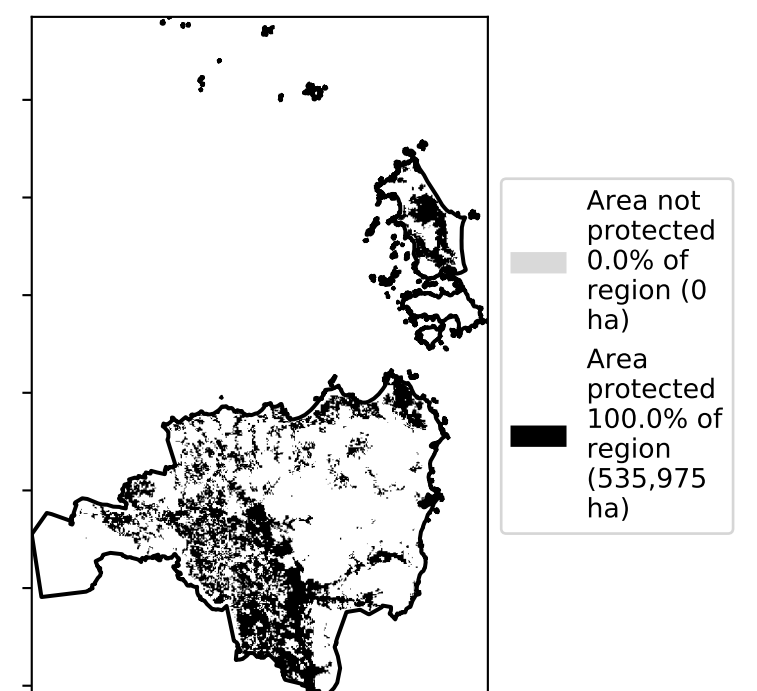 Area not
protected
0.0% of
region (0
ha)
Area
protected
100.0% of
region
(535,975
ha)